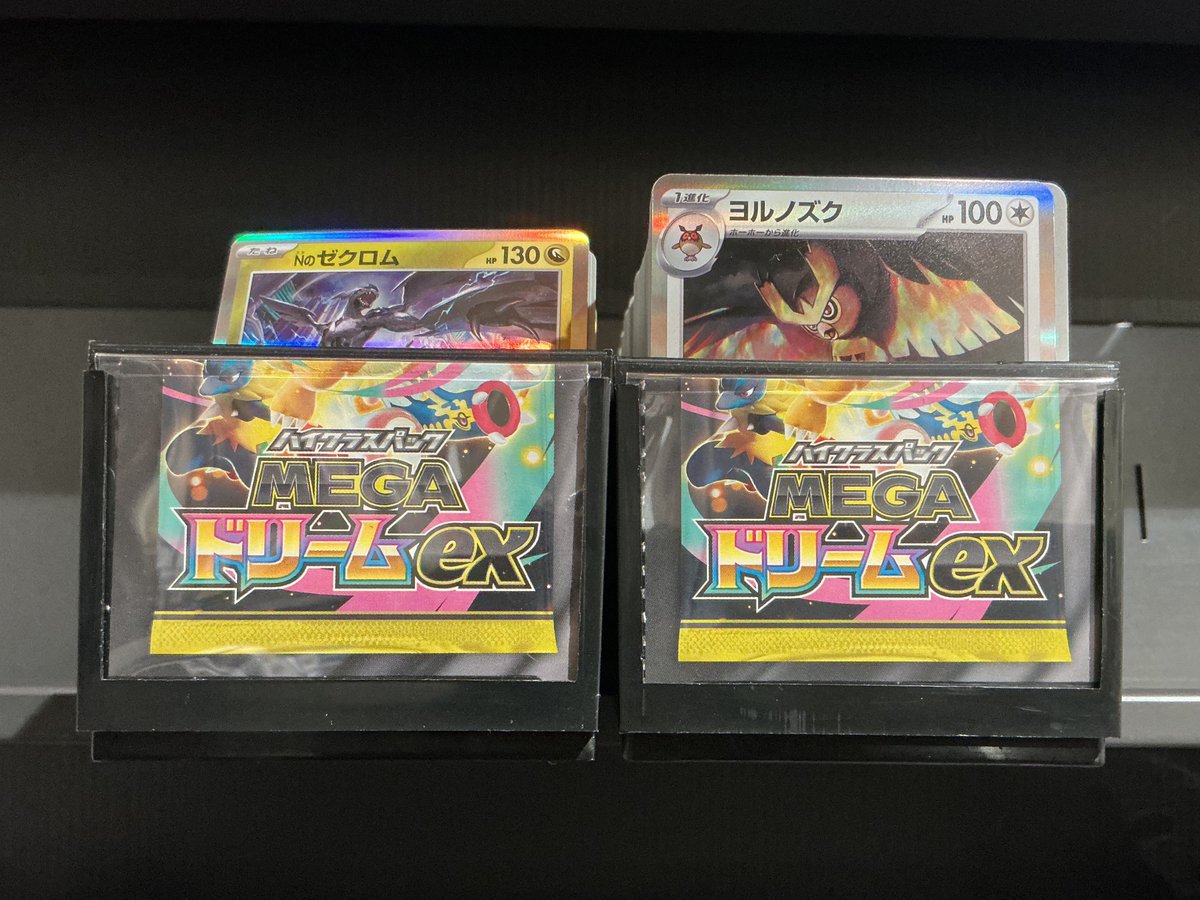 たね
Nのゼクロム
HP 130
1進化
ヨルノズク
HP 100
ホーホーから進化
ハイクラスパック
MEGA
ドリームex
ハイクラスパック
MEGA
ドリームex